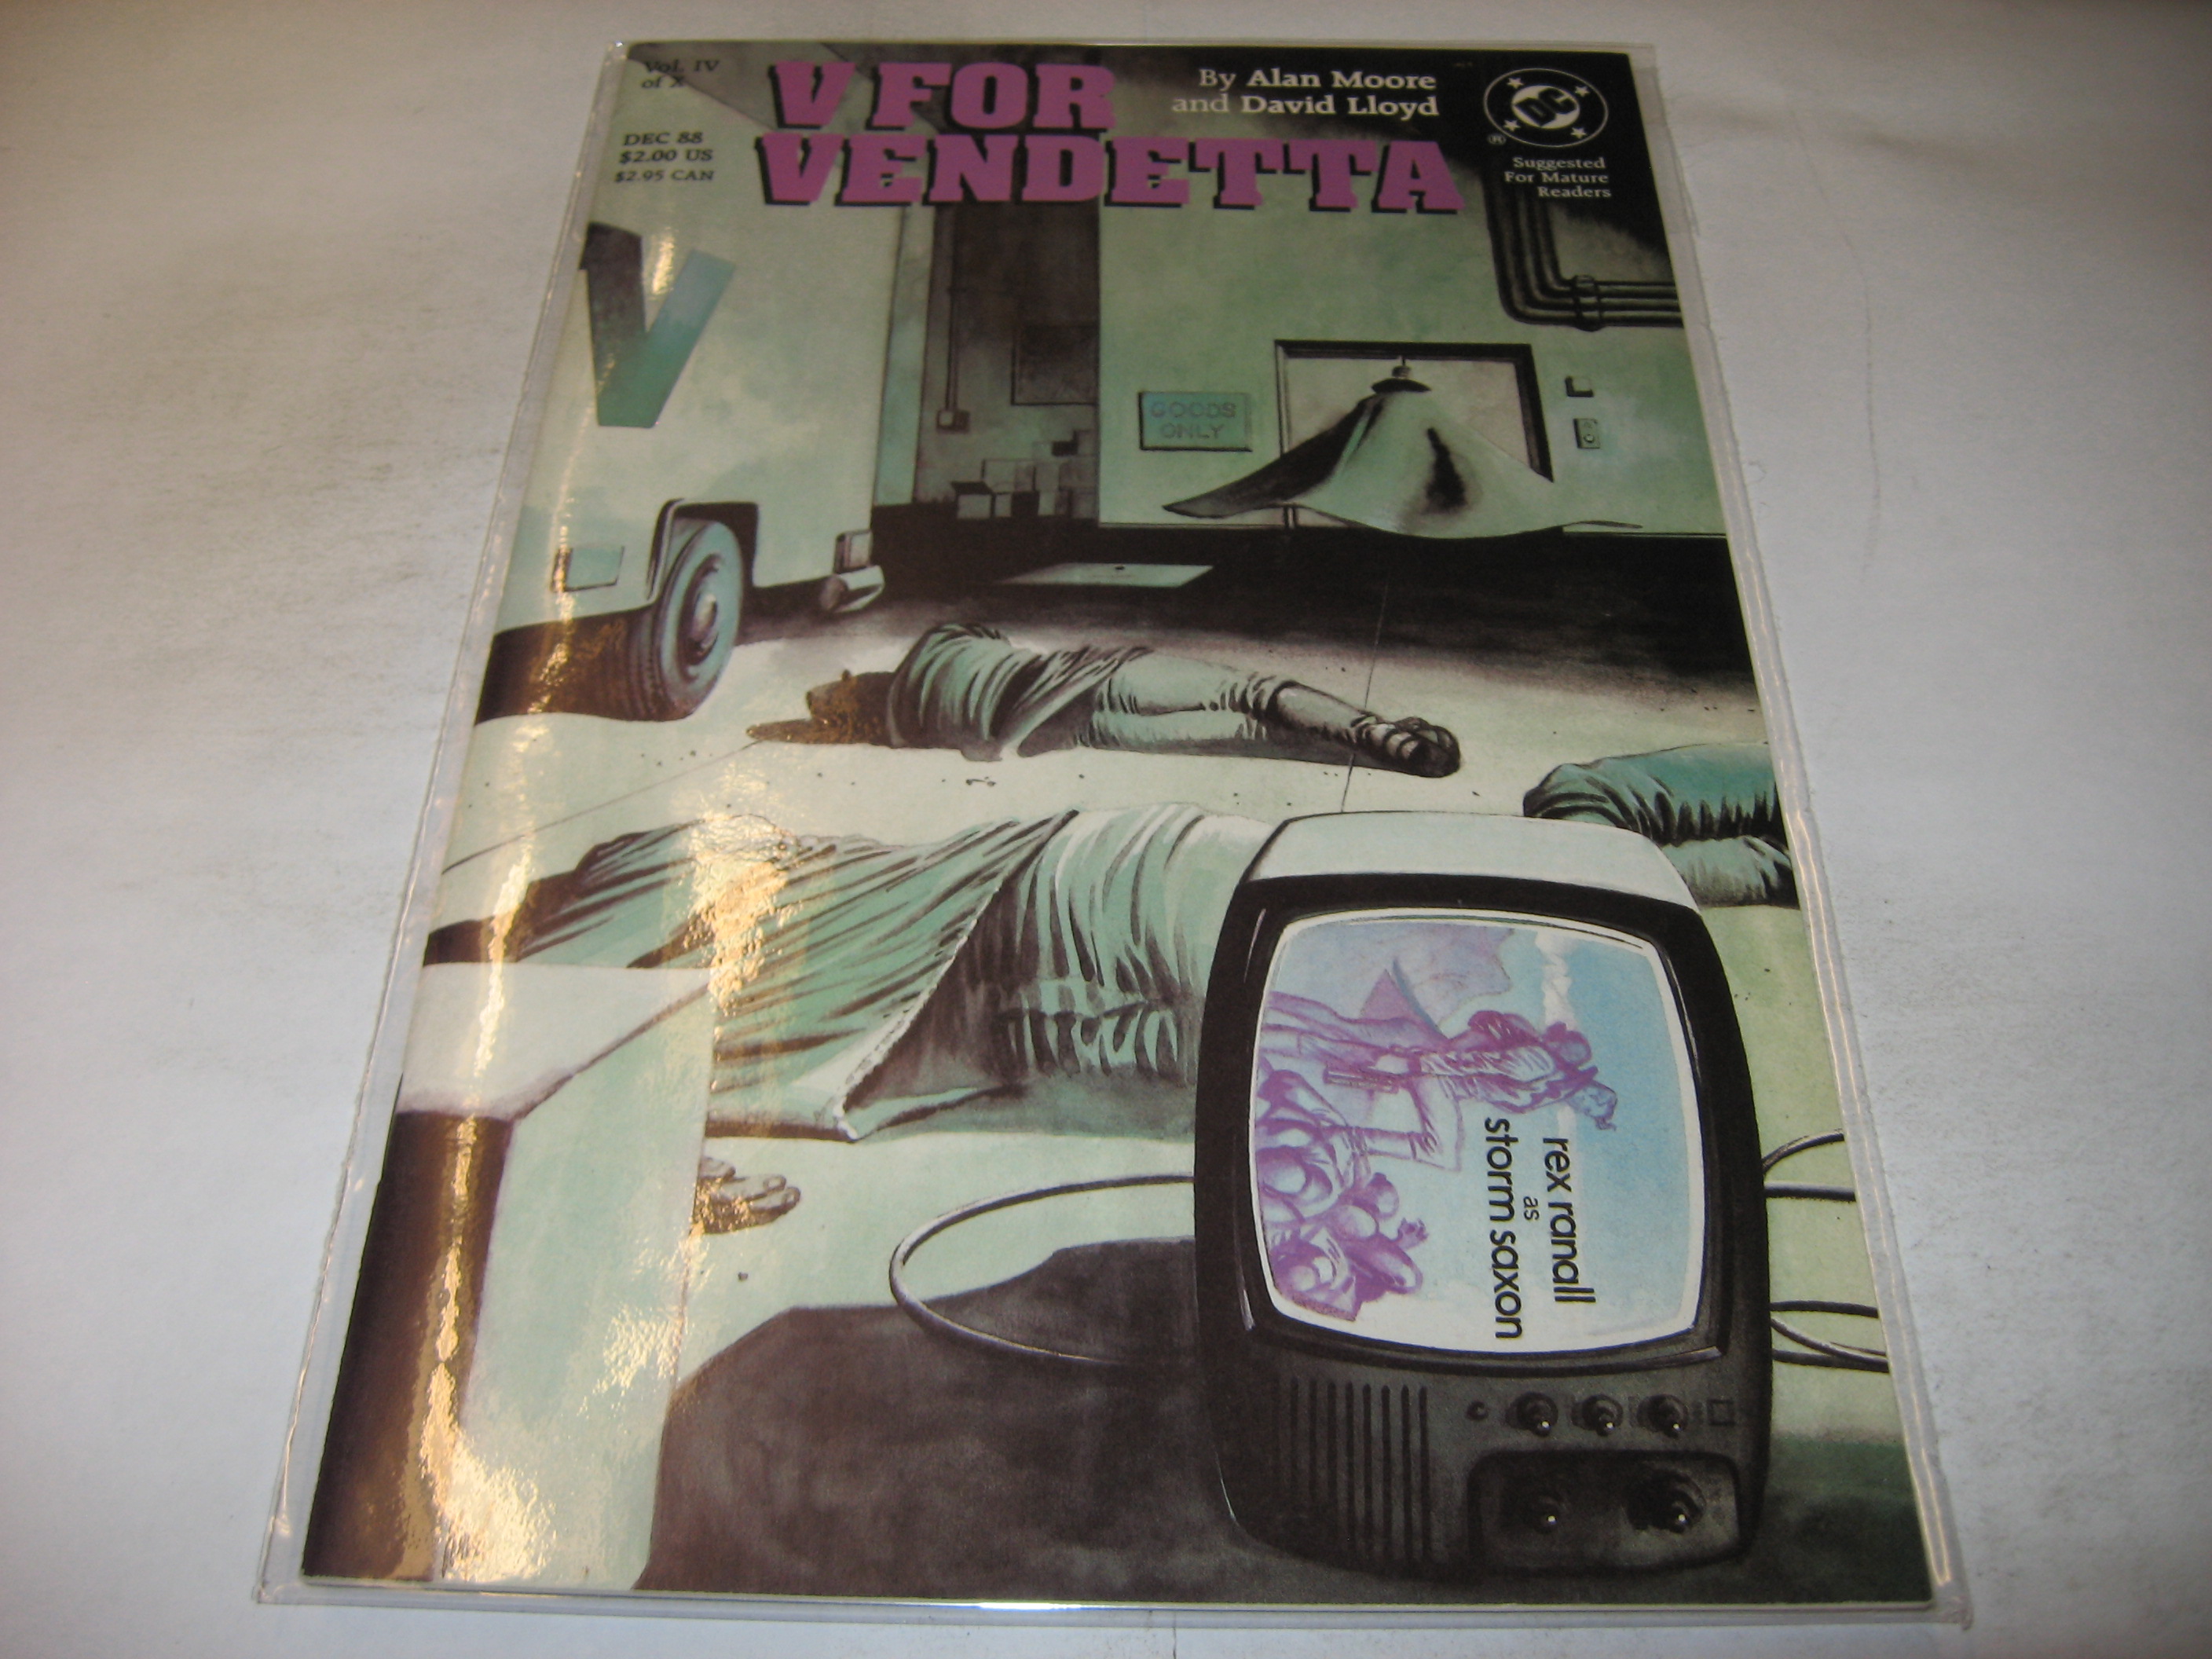 Vol. IV
of X
DEC 88
$2.00 US
$2.95 CAN
V FOR
VENDETTA
By Alan Moore
and David Lloyd
DC
®
Suggested
For Mature
Readers
V
GOODS
ONLY
rex ranall
as
storm saxon